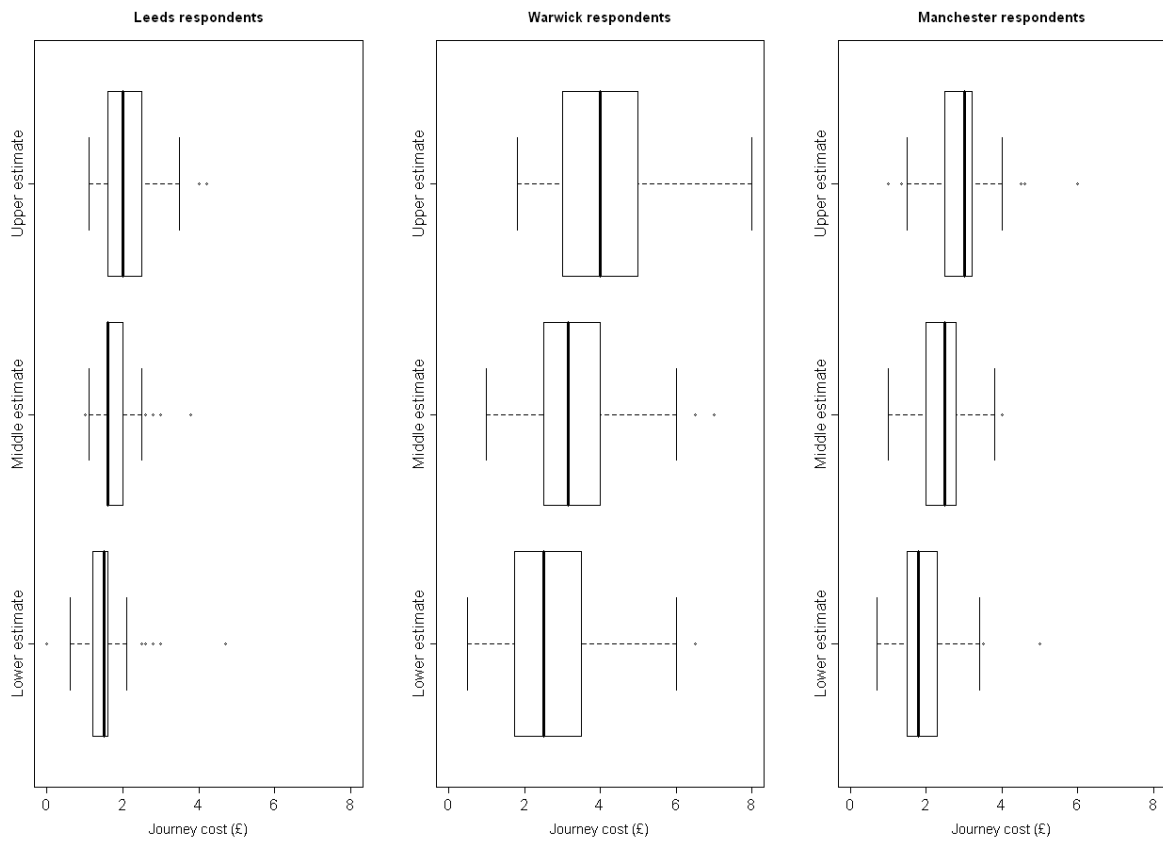 Leeds respondents
Upper estimate
Middle estimate
Lower estimate
0 2 4 6 8
Journey cost (£)
Warwick respondents
Upper estimate
Middle estimate
Lower estimate
0 2 4 6 8
Journey cost (£)
Manchester respondents
Upper estimate
Middle estimate
Lower estimate
0 2 4 6 8
Journey cost (£)